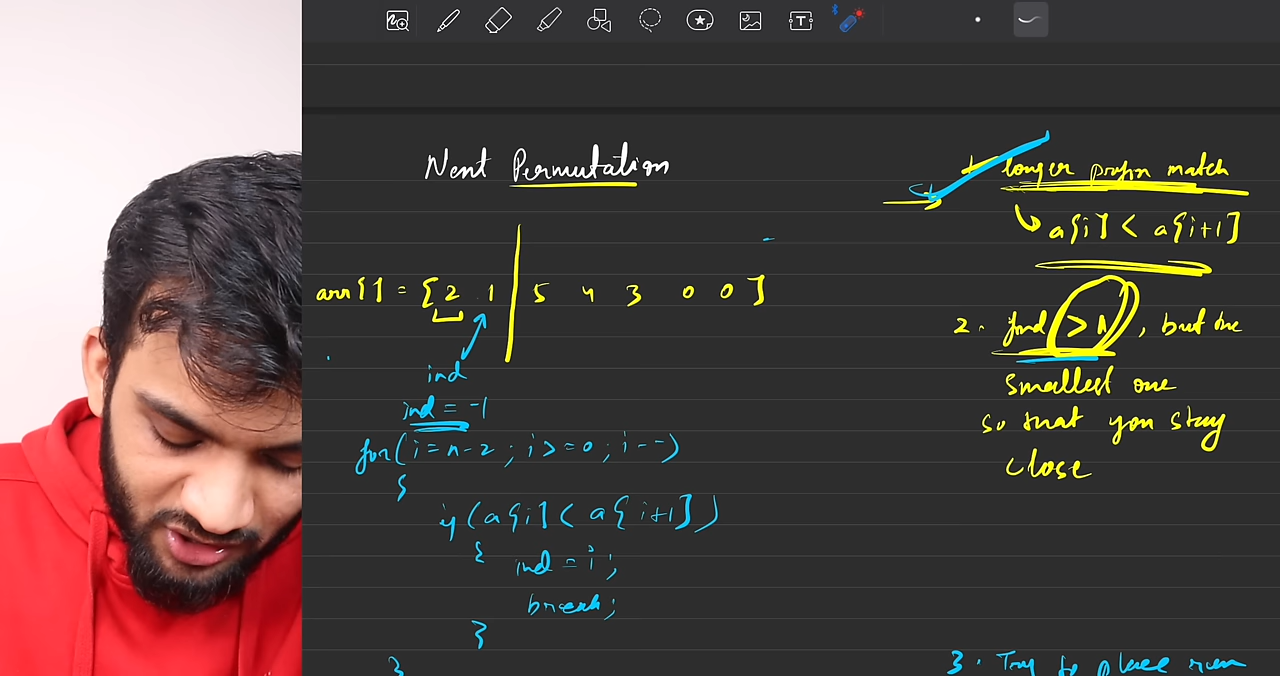 Next Permutation
arr[] = [ 2 1 5 4 3 0 0 ]
ind
ind = -1
for(i=n-2; i>=0; i--)
{
if(a[i] < a[i+1])
{
ind = i;
break;
}
}
1. longer prefix match
a[i] < a[i+1]
2. find > 1, but the
smallest one
so that you stay
close
3. Try to place rem